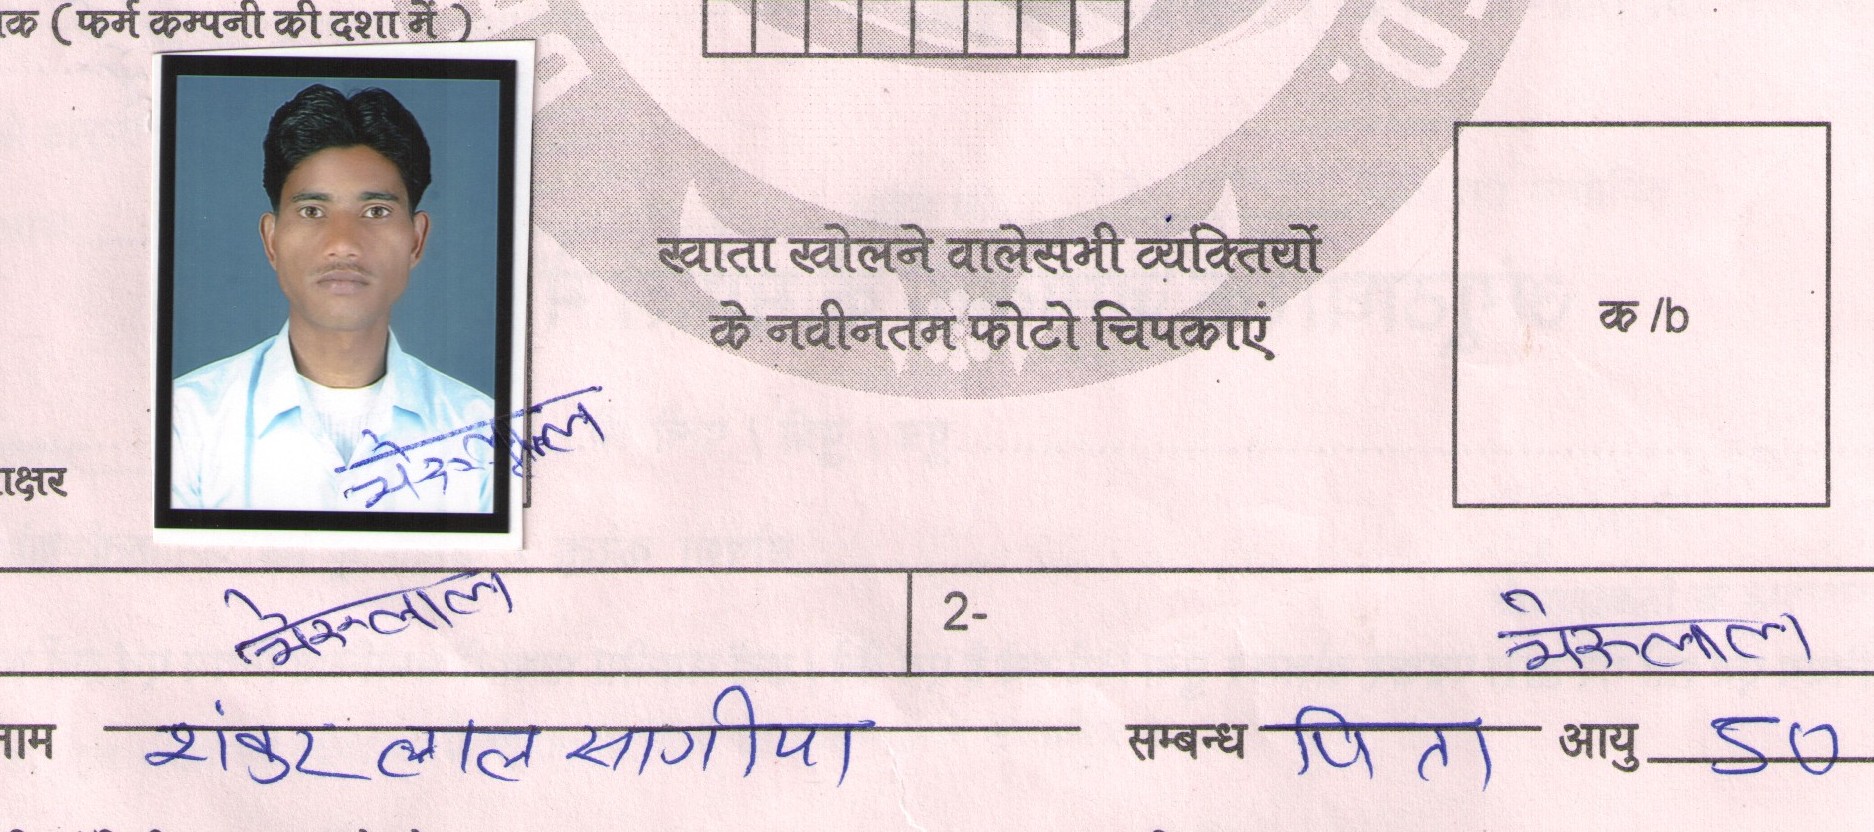 क ( फर्म कम्पनी की दशा में )
खाता खोलने वालेसभी व्यक्तियों
के नवीनतम फोटो चिपकाएं
क /b
भैरूलाल
ाक्षर
भैरूलाल 2- भैरूलाल
नाम शंकर लाल सागीया सम्बन्ध पिता आयु 50